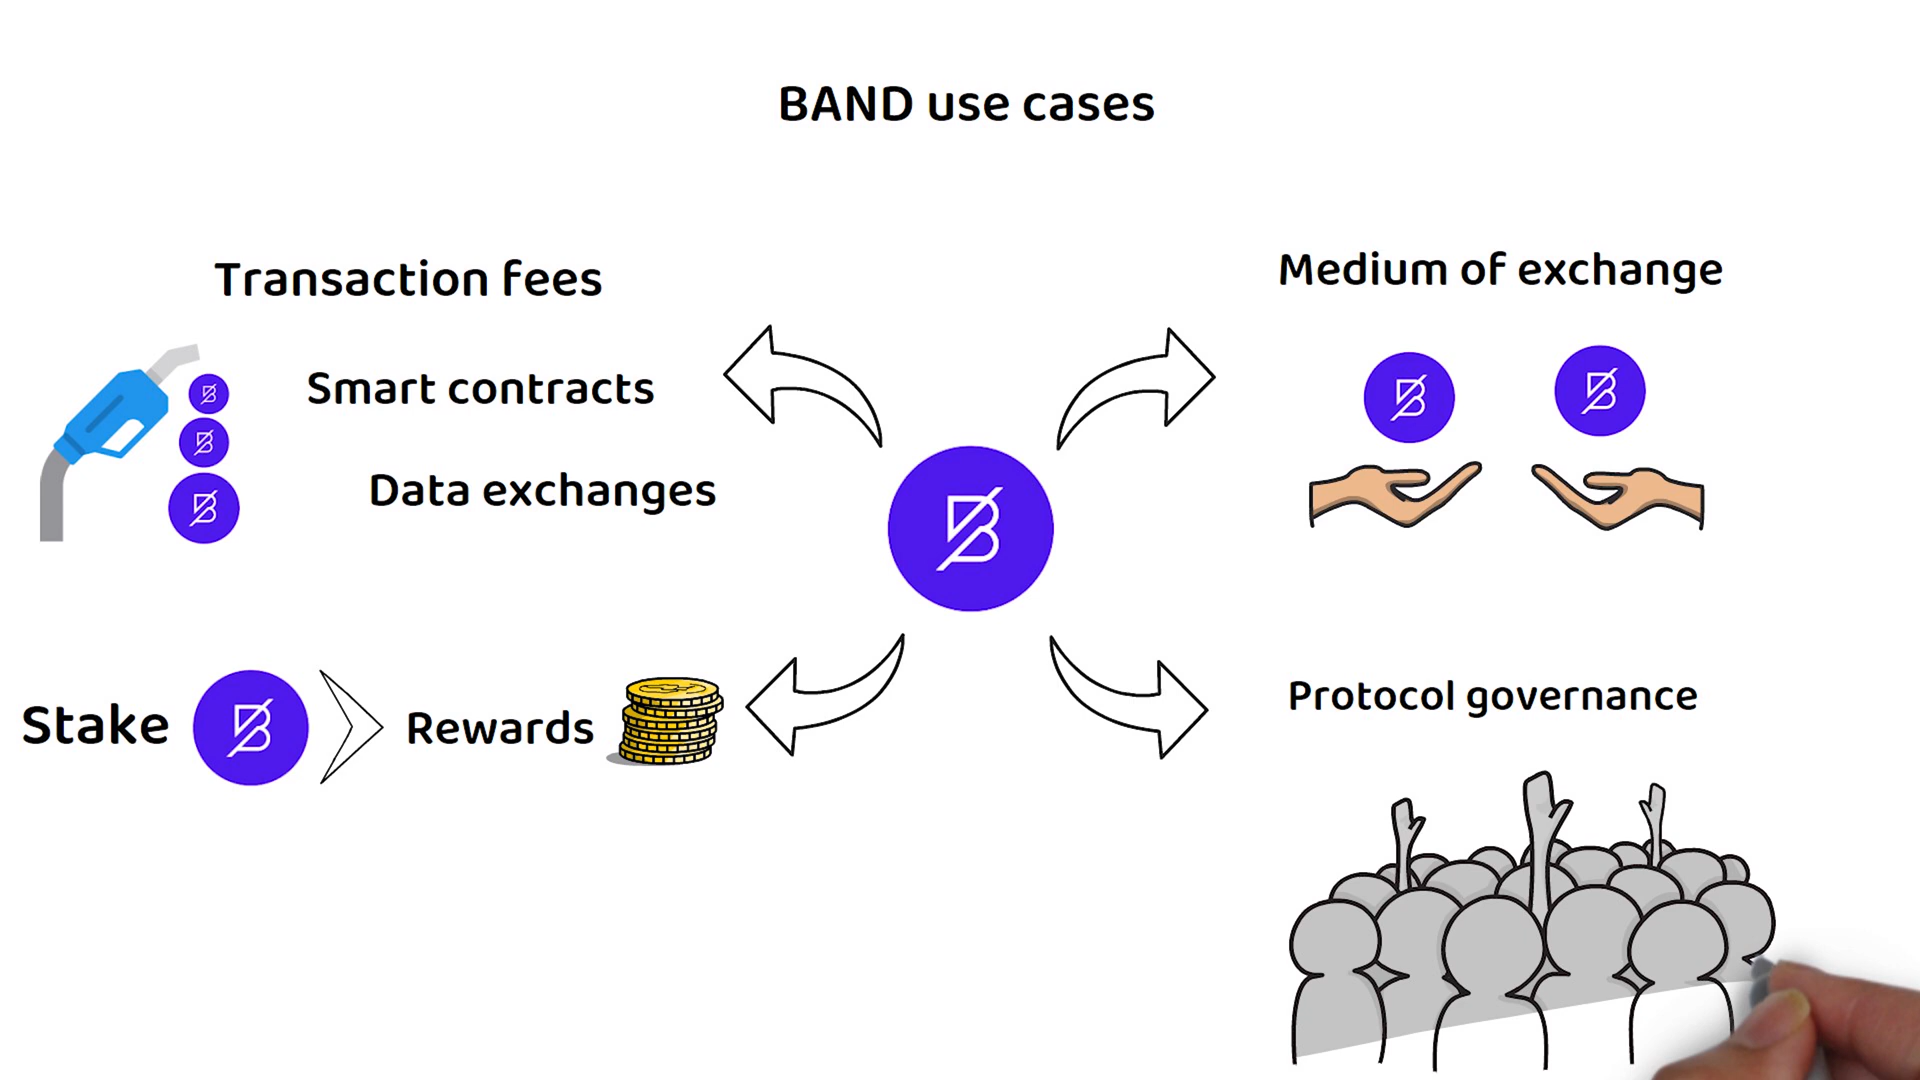 BAND use cases
Transaction fees
Smart contracts
Data exchanges
Medium of exchange
Stake
Rewards
Protocol governance